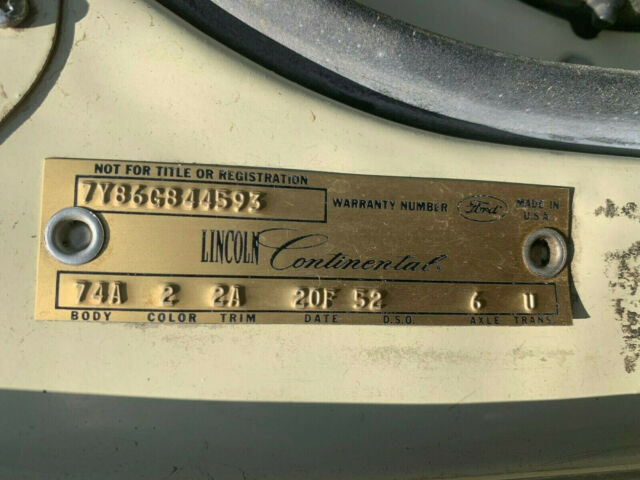 NOT FOR TITLE OR REGISTRATION
7Y86G844593 WARRANTY NUMBER Ford MADE IN U.S.A.
LINCOLN Continental
74A 2 2A 20F 52 6 U
BODY COLOR TRIM DATE D.S.O. AXLE TRANS.